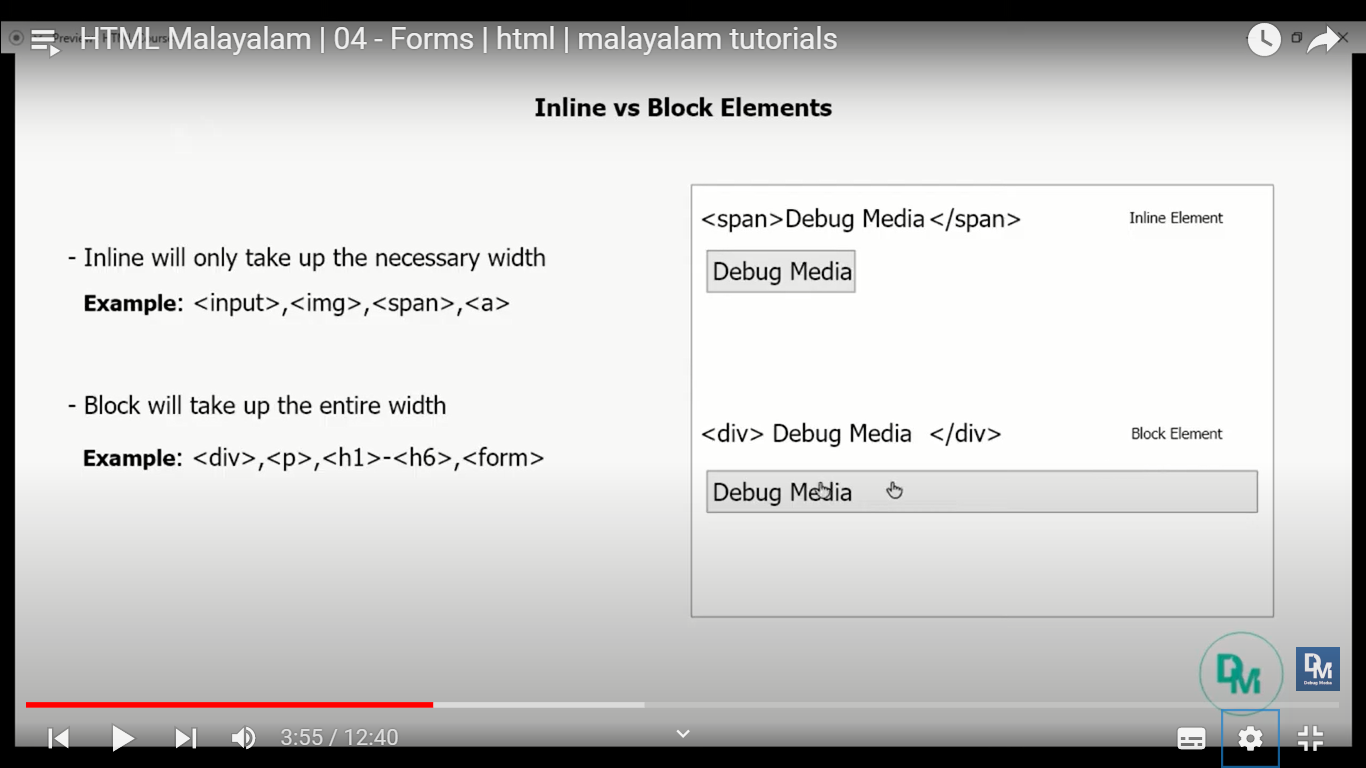 HTML Malayalam | 04 - Forms | html | malayalam tutorials
Inline vs Block Elements
- Inline will only take up the necessary width
Example: <input>,<img>,<span>,<a>
- Block will take up the entire width
Example: <div>,<p>,<h1>-<h6>,<form>
<span>Debug Media</span> Inline Element
Debug Media
<div> Debug Media </div> Block Element
Debug Media
DM
DM
Debug Media
3:55 / 12:40